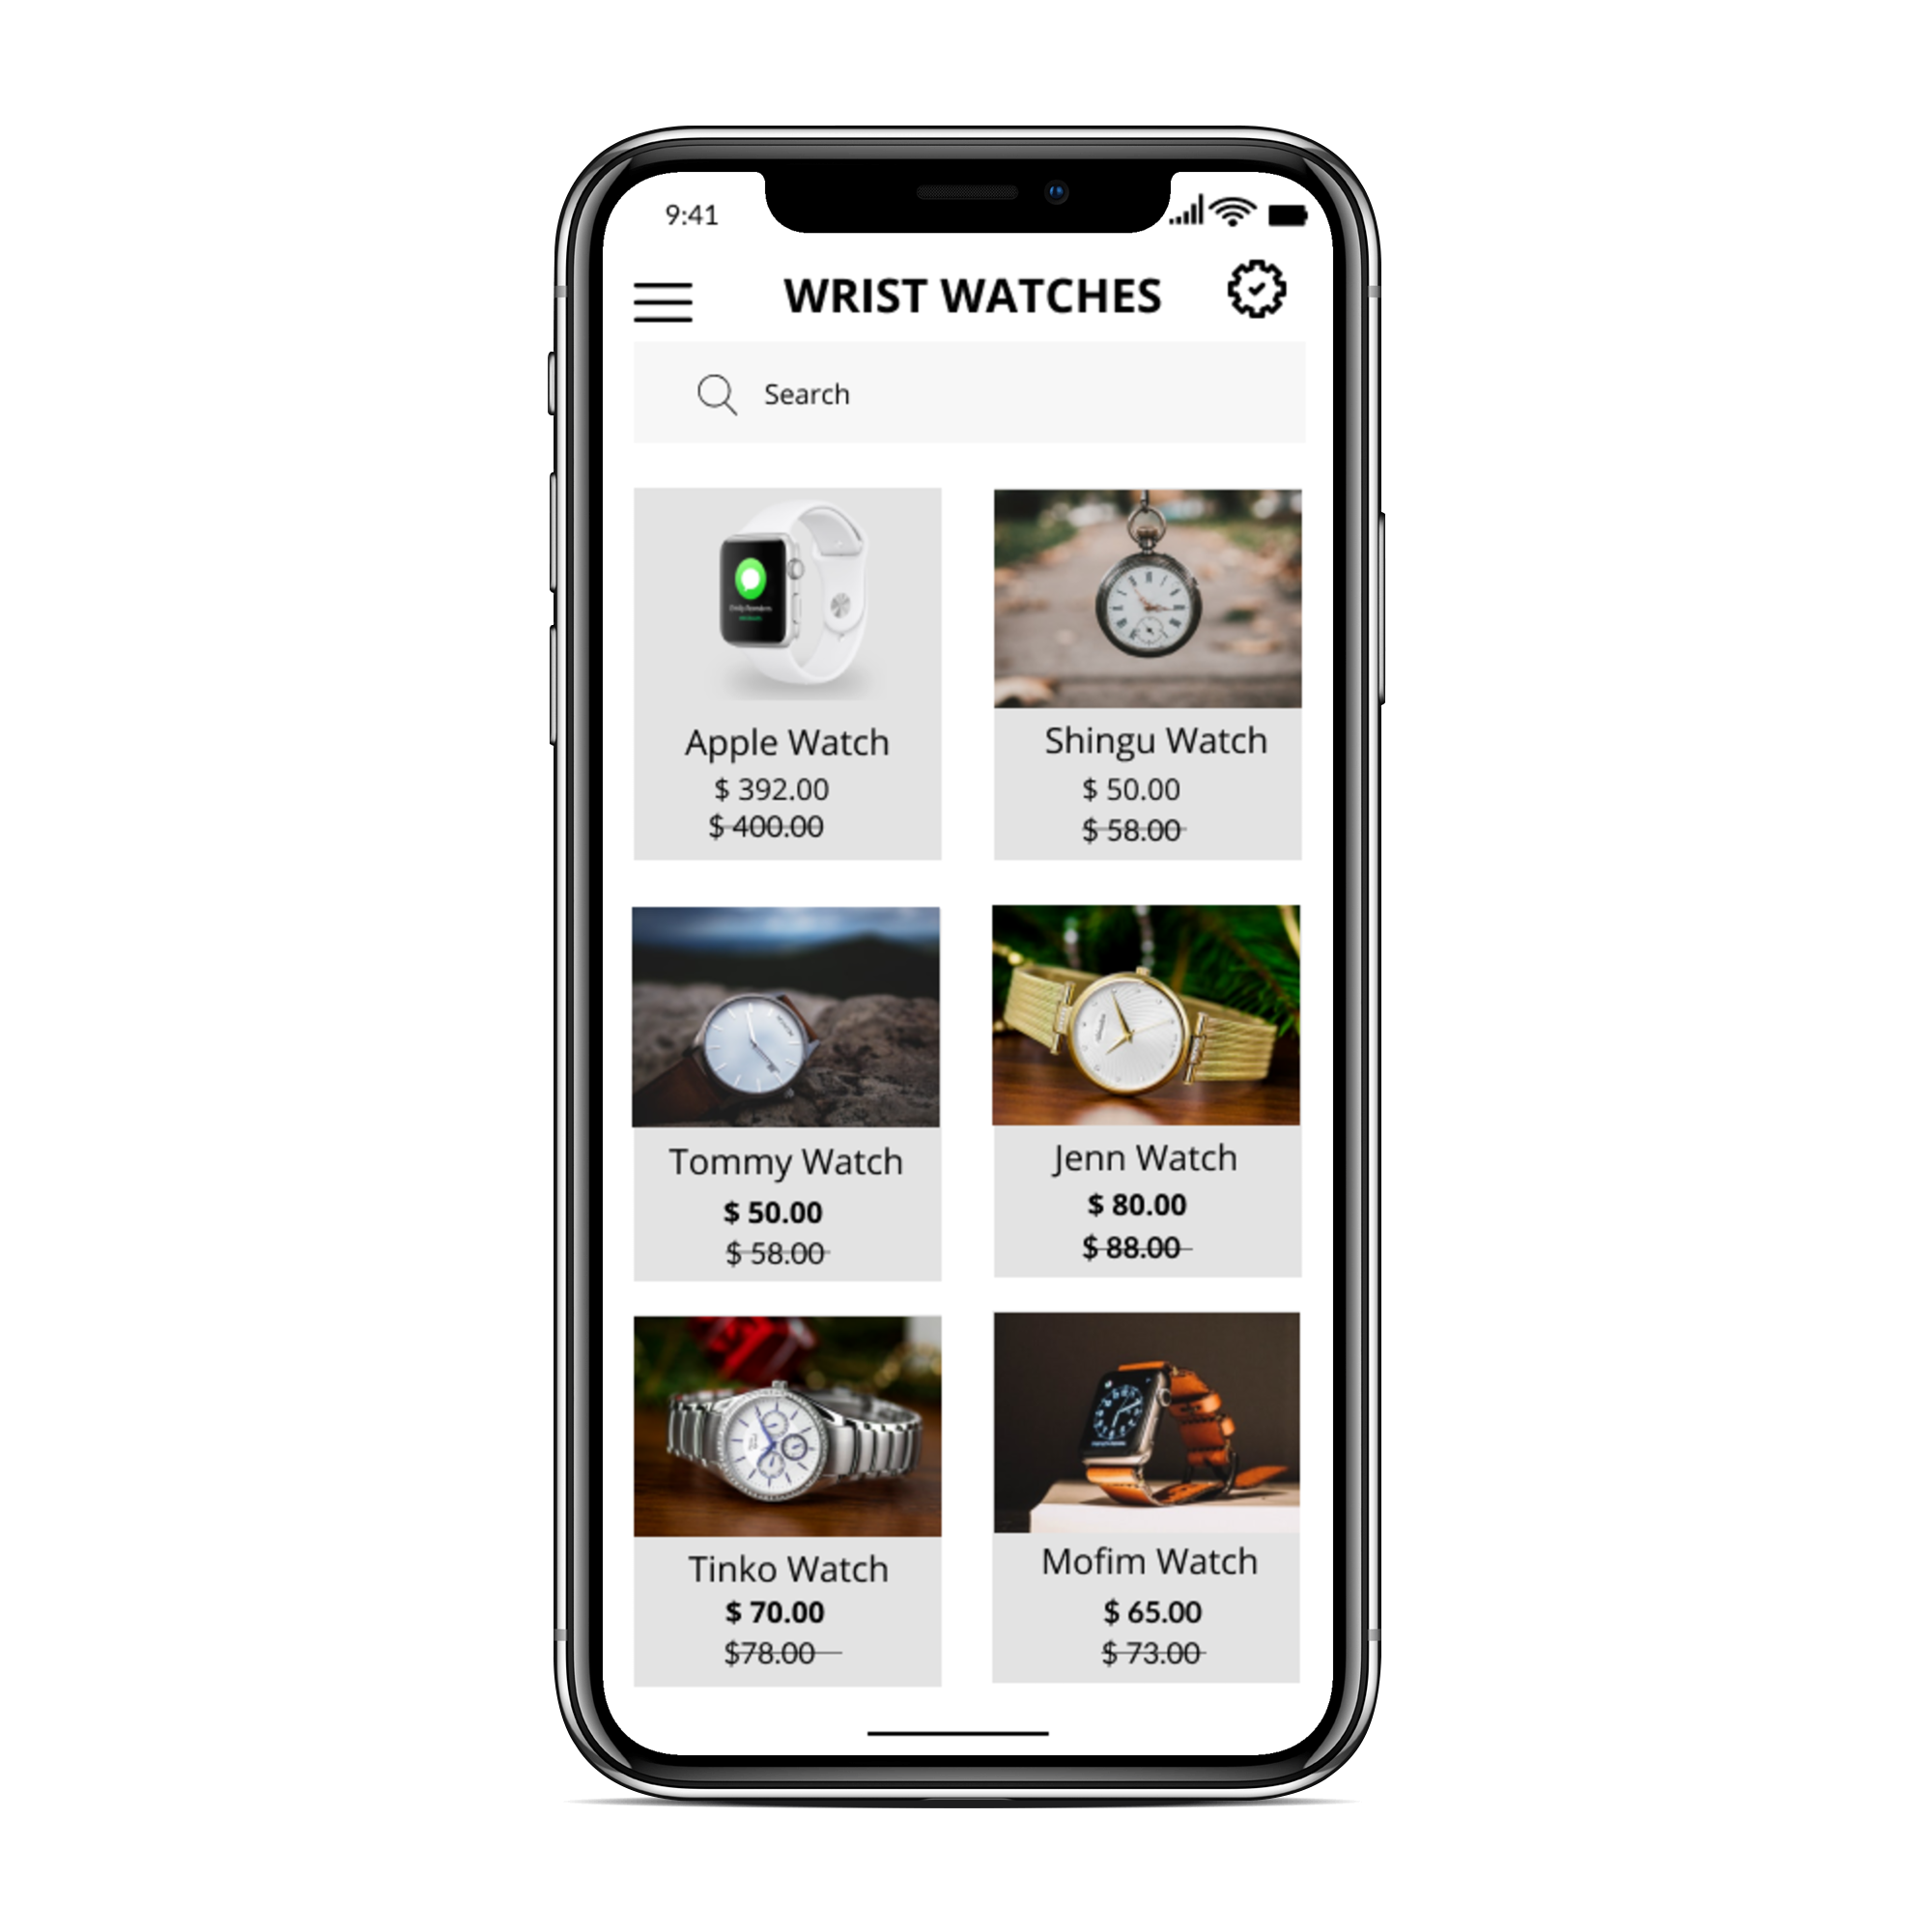 9:41
WRIST WATCHES
Search
Apple Watch
$ 392.00
$ 400.00
Shingu Watch
$ 50.00
$ 58.00
Tommy Watch
$ 50.00
$ 58.00
Jenn Watch
$ 80.00
$ 88.00
Tinko Watch
$ 70.00
$78.00
Mofim Watch
$ 65.00
$ 73.00